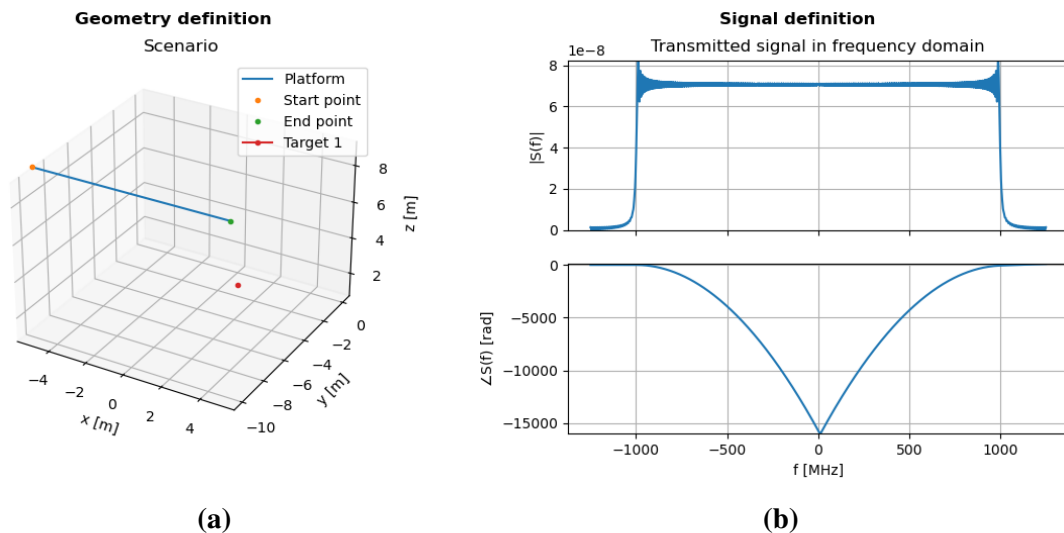 Geometry definition
Scenario
Platform
Start point
End point
Target 1
8
6
4
2
z [m]
0
−2
−4
−6
−8
−10
y [m]
−4
−2
0
2
4
x [m]
(a)
Signal definition
Transmitted signal in frequency domain
1e−8
8
6
4
2
0
|S(f)|
0
−5000
−10000
−15000
∠S(f) [rad]
−1000
−500
0
500
1000
f [MHz]
(b)